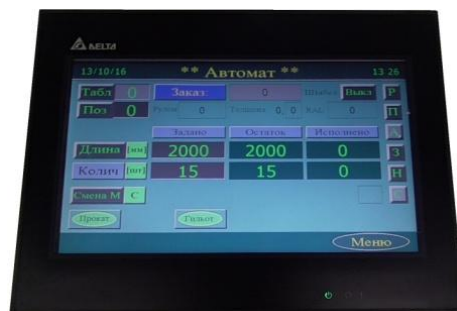 DELTA
13/10/16 ** Автомат ** 13 26
Табл 0 Заказ: 0 Выкл Р
Поз 0 0 Толщина 0, 0 0 П
Задано Остаток Исполнено А
Длина [мм] 2000 2000 0 З
Колич [шт] 15 15 0 Н
Смена М С
Прокат Гильот
Меню